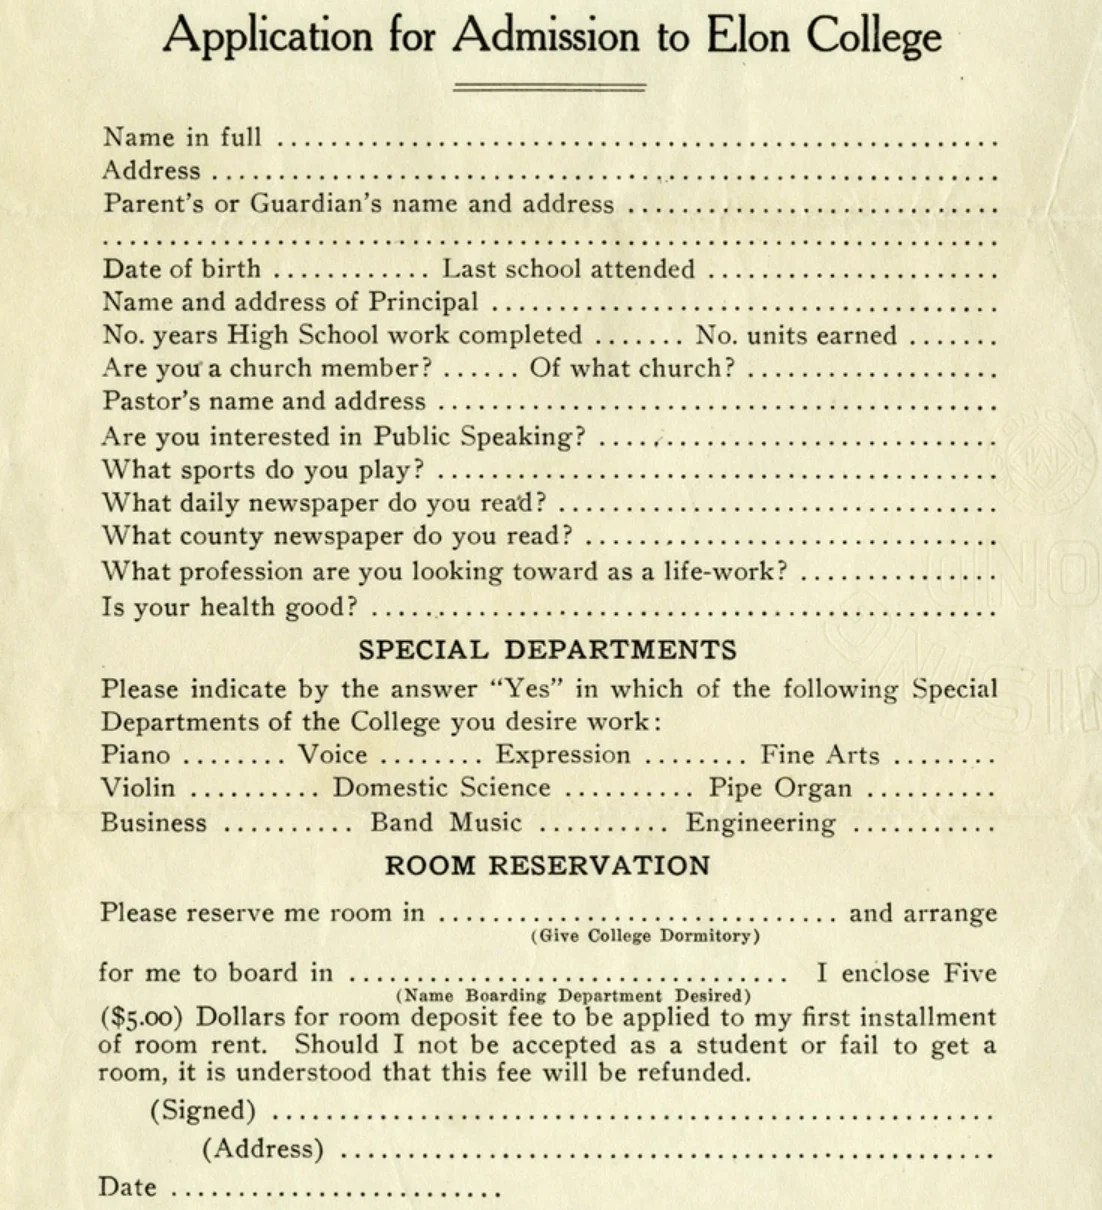 Application for Admission to Elon College
Name in full ......................................................
Address ...........................................................
Parent's or Guardian's name and address ............................
...................................................................
Date of birth ............ Last school attended ......................
Name and address of Principal ......................................
No. years High School work completed ....... No. units earned .......
Are you a church member? ...... Of what church? ...................
Pastor's name and address ..........................................
Are you interested in Public Speaking? ..............................
What sports do you play? ..........................................
What daily newspaper do you read? .................................
What county newspaper do you read? ...............................
What profession are you looking toward as a life-work? ...............
Is your health good? ...............................................
SPECIAL DEPARTMENTS
Please indicate by the answer “Yes” in which of the following Special
Departments of the College you desire work:
Piano ........ Voice ........ Expression ........ Fine Arts ........
Violin .......... Domestic Science .......... Pipe Organ ..........
Business .......... Band Music .......... Engineering ...........
ROOM RESERVATION
Please reserve me room in .............................. and arrange
(Give College Dormitory)
for me to board in ................................. I enclose Five
(Name Boarding Department Desired)
($5.00) Dollars for room deposit fee to be applied to my first installment
of room rent. Should I not be accepted as a student or fail to get a
room, it is understood that this fee will be refunded.
(Signed) ......................................................
(Address) .................................................
Date .........................